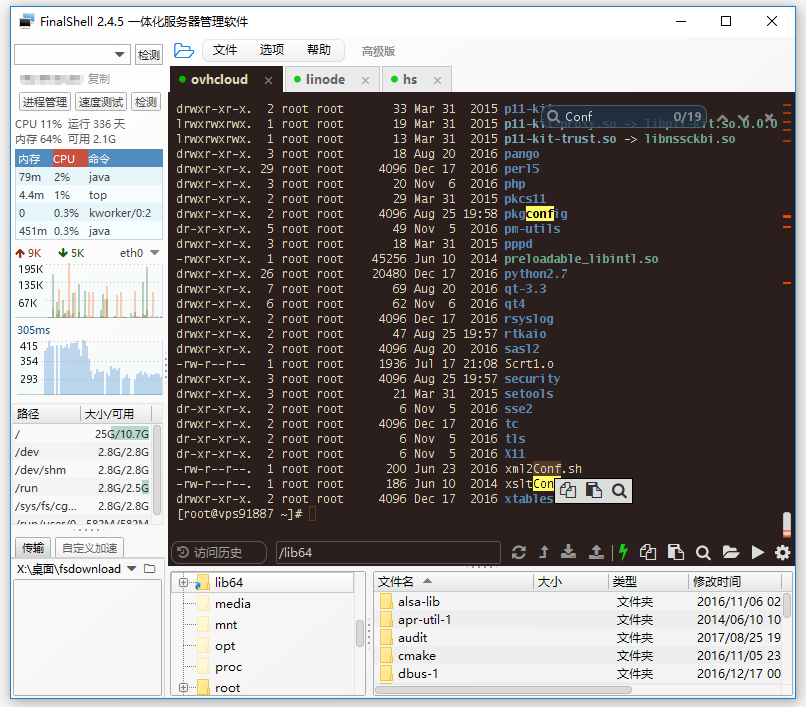 FinalShell 2.4.5 一体化服务器管理软件
检测
文件 选项 帮助 高级版
复制
ovhcloud × linode × hs ×
进程管理 速度测试 检测
CPU 11% 运行 336 天
内存 64% 可用 2.1G
内存 CPU 命令
79m 2% java
4.4m 1% top
0 0.3% kworker/0:2
451m 0.3% java
9K 5K eth0
195K
135K
67K
305ms
415
354
293
路径 大小/可用
/ 25G/10.7G
/dev 2.8G/2.8G
/dev/shm 2.8G/2.8G
/run 2.8G/2.5G
/sys/fs/cg... 2.8G/2.8G
/run/user/0 582M/582M
传输 自定义加速
X:\桌面\fsdownload
Conf 0/19
drwxr-xr-x. 2 root root 33 Mar 31 2015 p11-kit
lrwxrwxrwx. 1 root root 19 Mar 31 2015 p11-kit-proxy.so -> libp11-kit.so.0.0.0
lrwxrwxrwx. 1 root root 13 Mar 31 2015 p11-kit-trust.so -> libnssckbi.so
drwxr-xr-x. 3 root root 18 Aug 20 2016 pango
drwxr-xr-x. 29 root root 4096 Dec 17 2016 perl5
drwxr-xr-x. 3 root root 20 Nov 6 2016 php
drwxr-xr-x. 2 root root 29 Mar 31 2015 pkcs11
drwxr-xr-x. 2 root root 4096 Aug 25 19:58 pkgconfig
drwxr-xr-x. 5 root root 49 Nov 5 2016 pm-utils
drwxr-xr-x. 3 root root 18 Mar 31 2015 pppd
-rwxr-xr-x. 1 root root 45256 Jun 10 2014 preloadable_libintl.so
drwxr-xr-x. 26 root root 20480 Dec 17 2016 python2.7
drwxr-xr-x. 7 root root 69 Aug 20 2016 qt-3.3
drwxr-xr-x. 6 root root 62 Nov 6 2016 qt4
drwxr-xr-x. 2 root root 4096 Dec 17 2016 rsyslog
drwxr-xr-x. 2 root root 47 Aug 25 19:57 rtkaio
drwxr-xr-x. 2 root root 4096 Aug 20 2016 sasl2
-rw-r--r-- 1 root root 1936 Jul 17 21:08 Scrt1.o
drwxr-xr-x. 3 root root 4096 Aug 25 19:57 security
drwxr-xr-x. 3 root root 21 Mar 31 2015 setools
dr-xr-xr-x. 2 root root 6 Nov 5 2016 sse2
drwxr-xr-x. 2 root root 4096 Dec 17 2016 tc
dr-xr-xr-x. 2 root root 6 Nov 5 2016 tls
dr-xr-xr-x. 2 root root 6 Nov 5 2016 X11
-rw-r--r--. 1 root root 200 Jun 23 2016 xml2Conf.sh
-rw-r--r--. 1 root root 186 Jun 10 2014 xsltCon
drwxr-xr-x. 2 root root 4096 Dec 17 2016 xtables
[root@vps91887 ~]#
访问历史 /lib64
lib64
media
mnt
opt
proc
root
文件名 大小 类型 修改时间
alsa-lib 文件夹 2016/11/06 02
apr-util-1 文件夹 2014/06/10 10
audit 文件夹 2017/08/25 19
cmake 文件夹 2016/11/05 23
dbus-1 文件夹 2016/12/17 00